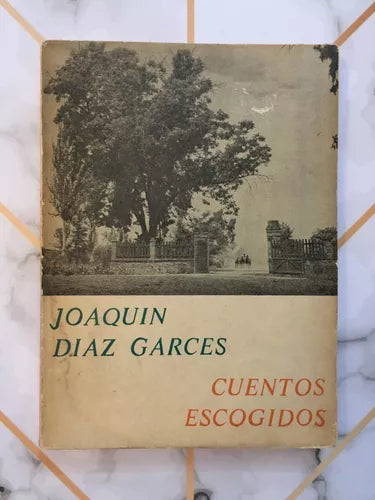 JOAQUIN
DIAZ GARCES
CUENTOS
ESCOGIDOS